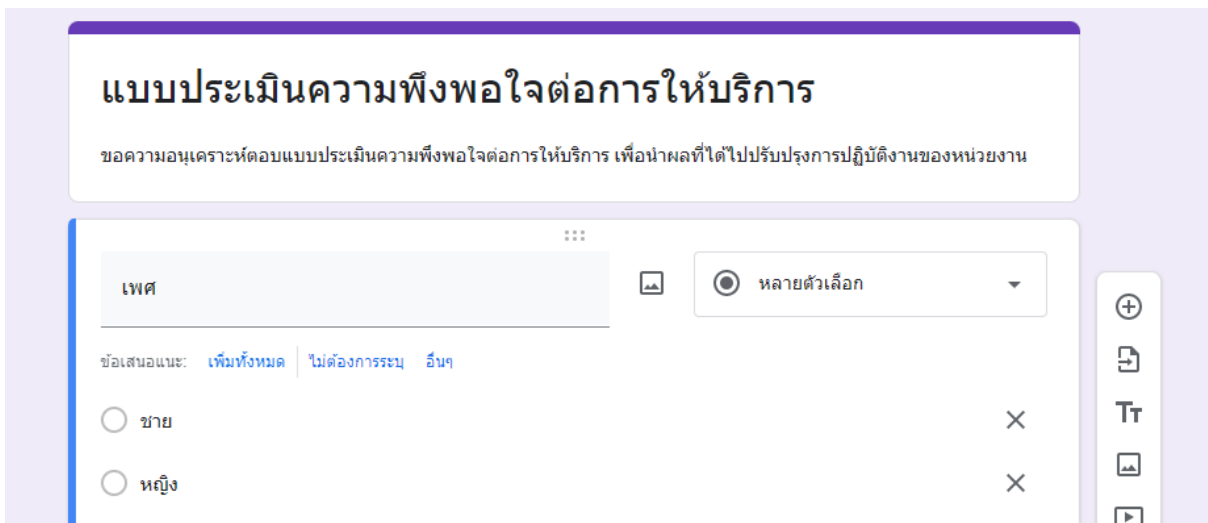 แบบประเมินความพึงพอใจต่อการให้บริการ
ขอความอนุเคราะห์ตอบแบบประเมินความพึงพอใจต่อการให้บริการ เพื่อนำผลที่ได้ไปปรับปรุงการปฏิบัติงานของหน่วยงาน
เพศ
หลายตัวเลือก
ข้อเสนอแนะ: เพิ่มทั้งหมด ไม่ต้องการระบุ อื่นๆ
ชาย
หญิง
Tт